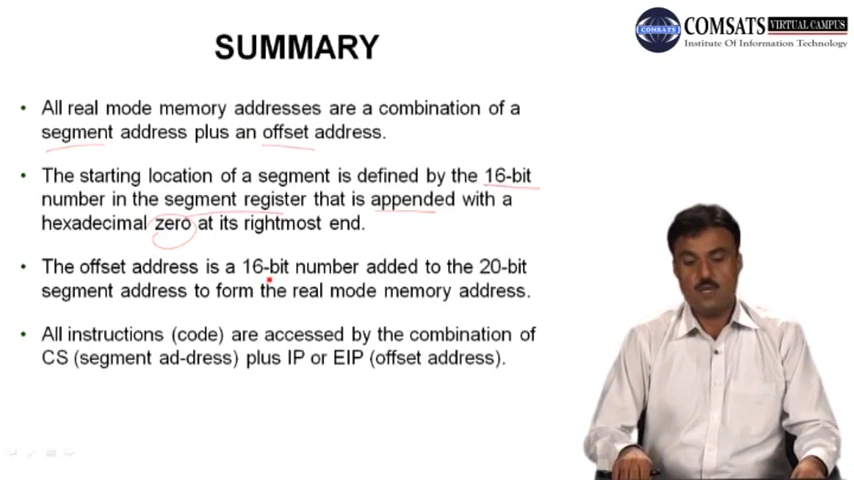 COMSATS VIRTUAL CAMPUS
COMSATS
Institute Of Information Technology
SUMMARY
• All real mode memory addresses are a combination of a
segment address plus an offset address.
• The starting location of a segment is defined by the 16-bit
number in the segment register that is appended with a
hexadecimal zero at its rightmost end.
• The offset address is a 16-bit number added to the 20-bit
segment address to form the real mode memory address.
• All instructions (code) are accessed by the combination of
CS (segment ad-dress) plus IP or EIP (offset address).